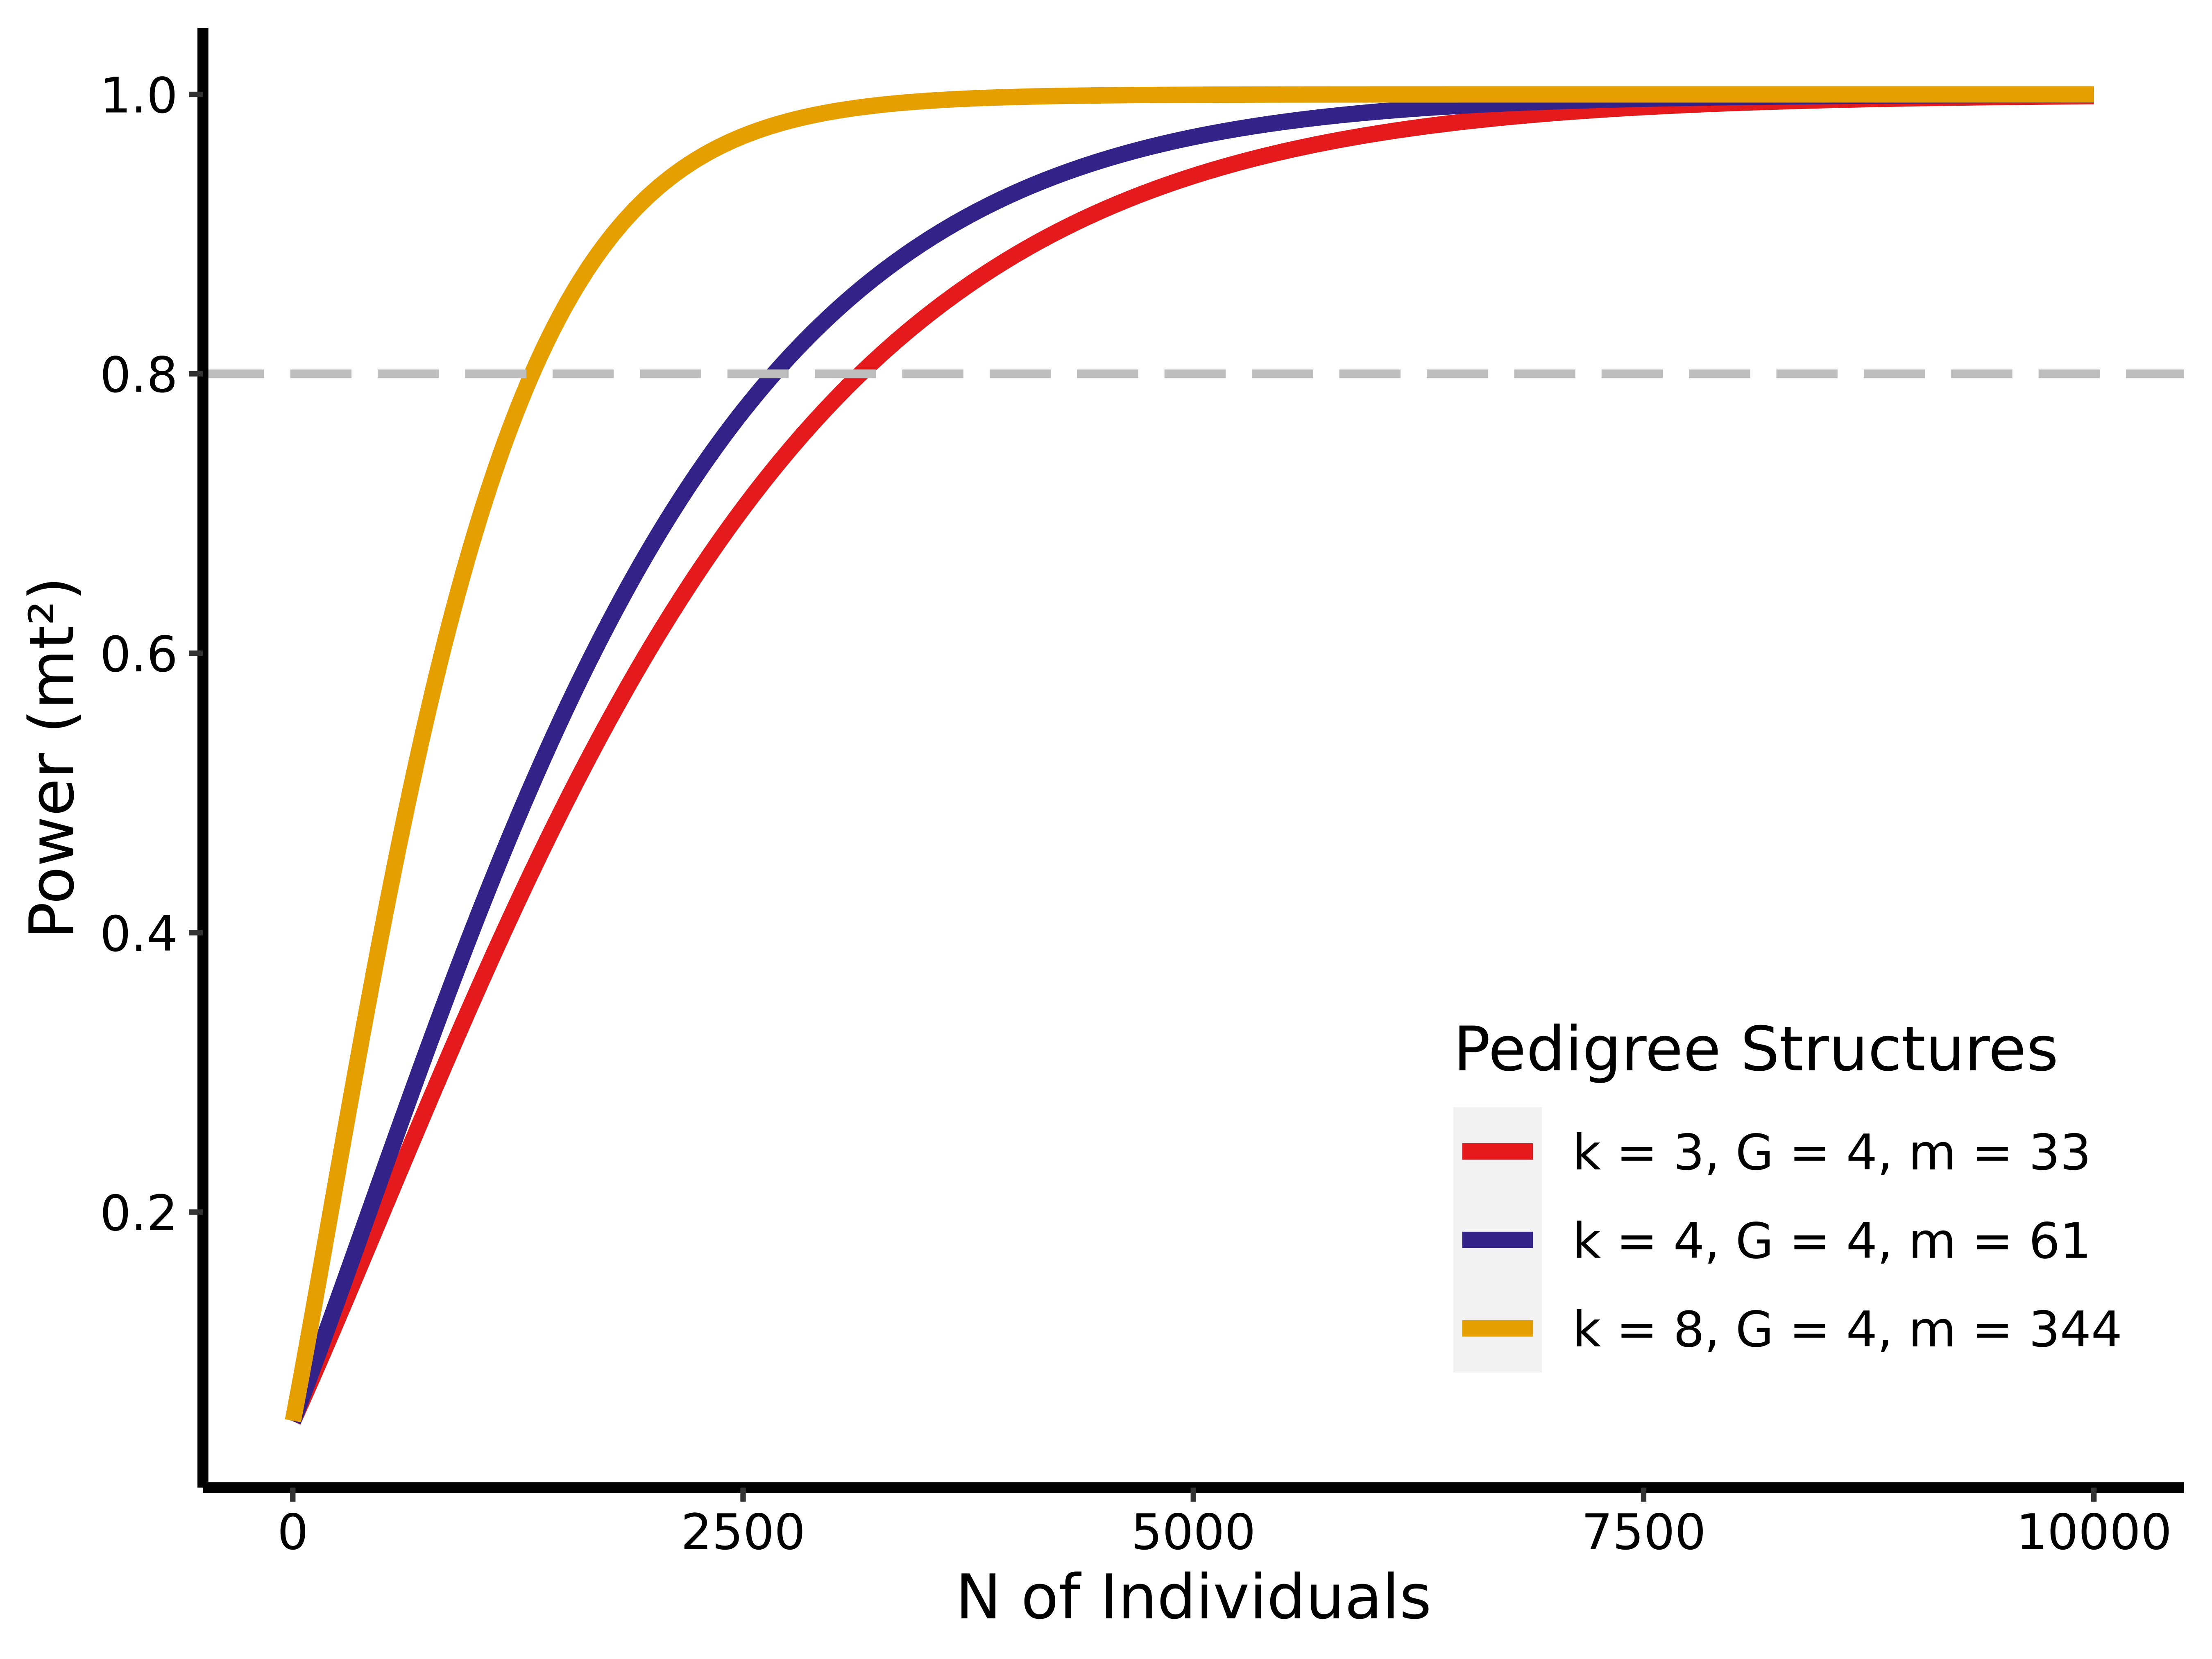 Power (mt²)
1.0
0.8
0.6
0.4
0.2
Pedigree Structures
k = 3, G = 4, m = 33
k = 4, G = 4, m = 61
k = 8, G = 4, m = 344
0 2500 5000 7500 10000
N of Individuals